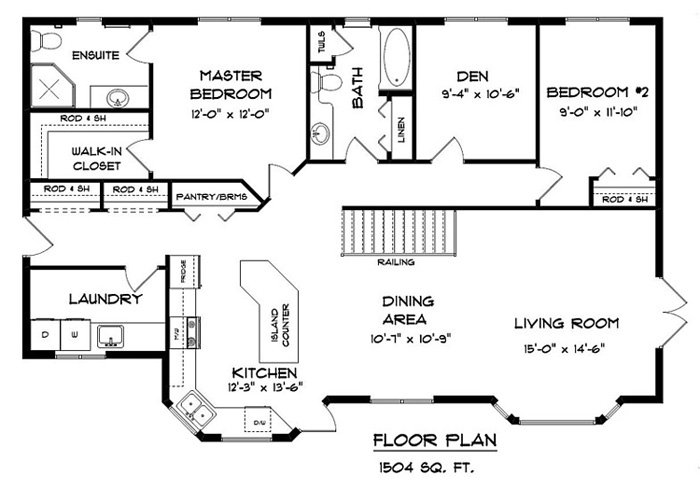 ENSUITE
TWLS
MASTER
BEDROOM
12'-0" x 12'-0"
BATH
LINEN
DEN
9'-4" x 10'-6"
BEDROOM #2
9'-0" x 11'-10"
ROD & SH
ROD & SH
WALK-IN
CLOSET
ROD & SH
ROD & SH
PANTRY/BRMS
RAILING
FRIDGE
LAUNDRY
D
M/W
ISLAND
COUNTER
DINING
AREA
10'-7" x 10'-9"
LIVING ROOM
15'-0" x 14'-6"
KITCHEN
12'-3" x 13'-6"
D/W
FLOOR PLAN
1504 SQ. FT.